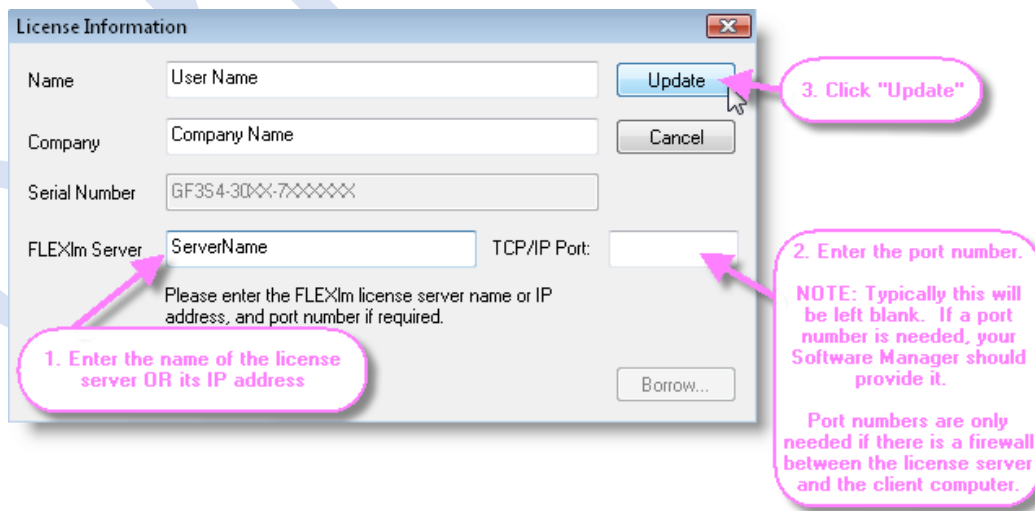 License Information
Name
User Name
Update
3. Click "Update"
Company
Company Name
Cancel
Serial Number
GF3S4-30XX-7XXXXXX
FLEXlm Server
ServerName
TCP/IP Port:
Please enter the FLEXlm license server name or IP
address, and port number if required.
1. Enter the name of the license
server OR its IP address
2. Enter the port number.
NOTE: Typically this will
be left blank. If a port
number is needed, your
Software Manager should
provide it.
Port numbers are only
needed if there is a firewall
between the license server
and the client computer.
Borrow...